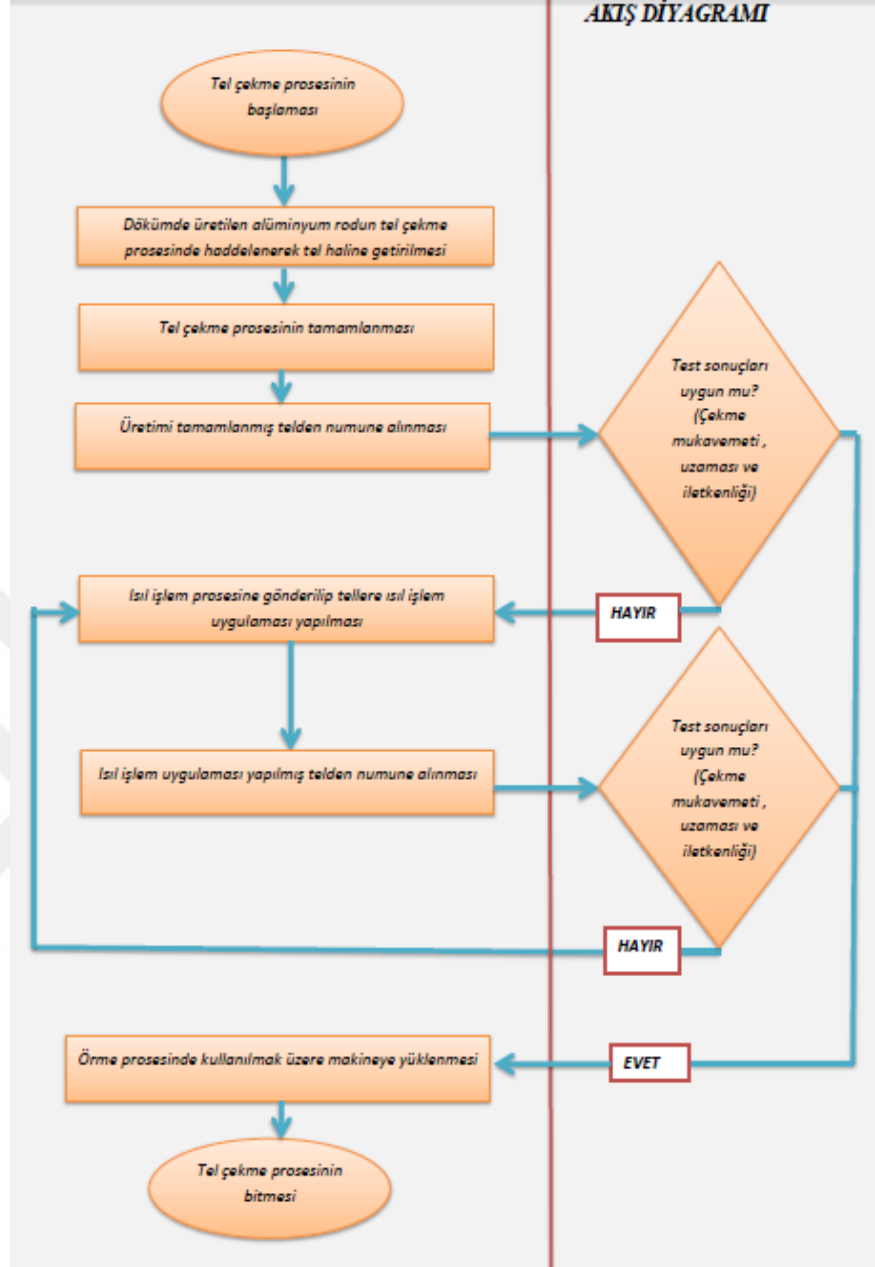 AKIŞ DİYAGRAMI
Tel çekme prosesinin
başlaması
Dökümde üretilen alüminyum rodun tel çekme
prosesinde haddelenerek tel haline getirilmesi
Tel çekme prosesinin tamamlanması
Üretimi tamamlanmış telden numune alınması
Test sonuçları
uygun mu?
(Çekme
mukavemeti ,
uzaması ve
iletkenliği)
Isıl işlem prosesine gönderilip tellere ısıl işlem
uygulaması yapılması
HAYIR
Isıl işlem uygulaması yapılmış telden numune alınması
Test sonuçları
uygun mu?
(Çekme
mukavemeti ,
uzaması ve
iletkenliği)
HAYIR
Örme prosesinde kullanılmak üzere makineye yüklenmesi
EVET
Tel çekme prosesinin
bitmesi